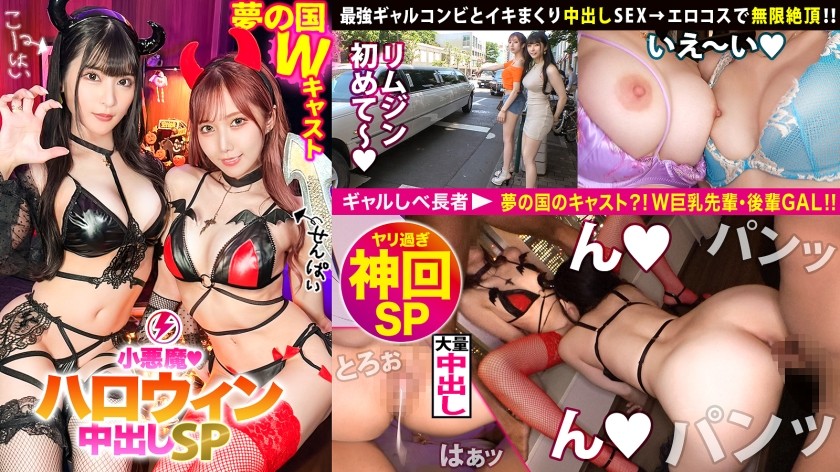 こーはい
夢の国
Wキャスト
のせんぱい
小悪魔♥
ハロウィン
中出しSP
最強ギャルコンビとイキまくり中出しSEX→エロコスで無限絶頂!!
リムジン
初めて〜♥
いえ〜い♥
ギャルしべ長者▶夢の国のキャスト?!W巨乳先輩・後輩GAL!!
ヤリ過ぎ
神回
SP
大量
中出し
とろぉ
はぁッ
ん♥
パンッ
ん♥
パンッ